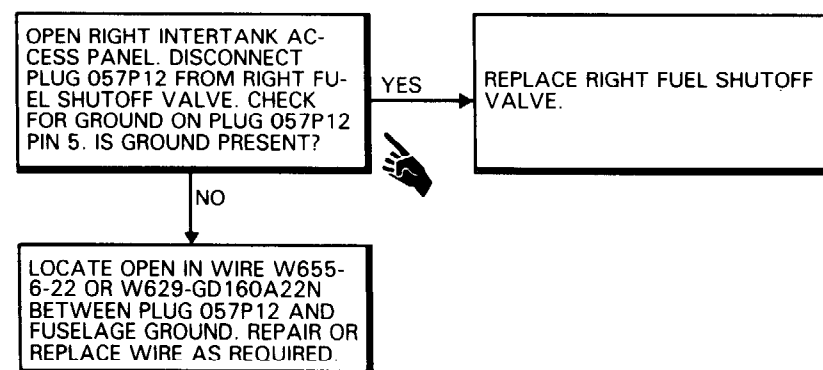 OPEN RIGHT INTERTANK AC-
CESS PANEL. DISCONNECT
PLUG 057P12 FROM RIGHT FU-
EL SHUTOFF VALVE. CHECK
FOR GROUND ON PLUG 057P12
PIN 5. IS GROUND PRESENT?
YES
REPLACE RIGHT FUEL SHUTOFF
VALVE.
NO
LOCATE OPEN IN WIRE W655-
6-22 OR W629-GD160A22N
BETWEEN PLUG 057P12 AND
FUSELAGE GROUND. REPAIR OR
REPLACE WIRE AS REQUIRED.